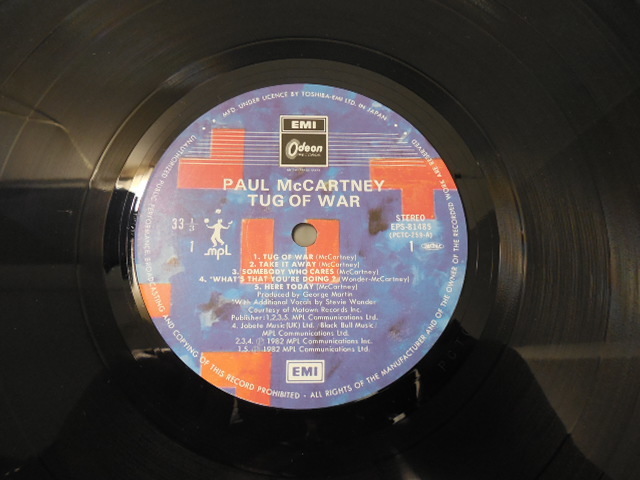 MFD. UNDER LICENCE BY TOSHIBA-EMI LTD. IN JAPAN
EMI
Odeon
PAUL McCARTNEY
TUG OF WAR
33 1/3
1
MPL
STEREO
EPS-81485
(PCTC-259-A)
1
1. TUG OF WAR (McCartney)
2. TAKE IT AWAY (McCartney)
3. SOMEBODY WHO CARES (McCartney)
4. *WHAT'S THAT YOU'RE DOING? (Wonder-McCartney)
5. HERE TODAY (McCartney)
Produced by George Martin
*With Additional Vocals by Stevie Wonder
Courtesy of Motown Records Inc.
Publisher:1,2,3,5. MPL Communications Ltd.
4. Jobete Music(UK) Ltd./Black Bull Music/
MPL Communications Ltd.
2.3.4. Ⓟ 1982 MPL Communications Inc.
1.5. Ⓟ 1982 MPL Communications Ltd.
EMI
UNAUTHORIZED PUBLIC PERFORMANCE BROADCASTING AND COPYING OF THIS RECORD PROHIBITED - ALL RIGHTS OF THE MANUFACTURER AND OF THE OWNER OF THE RECORDED WORK ARE RESERVED